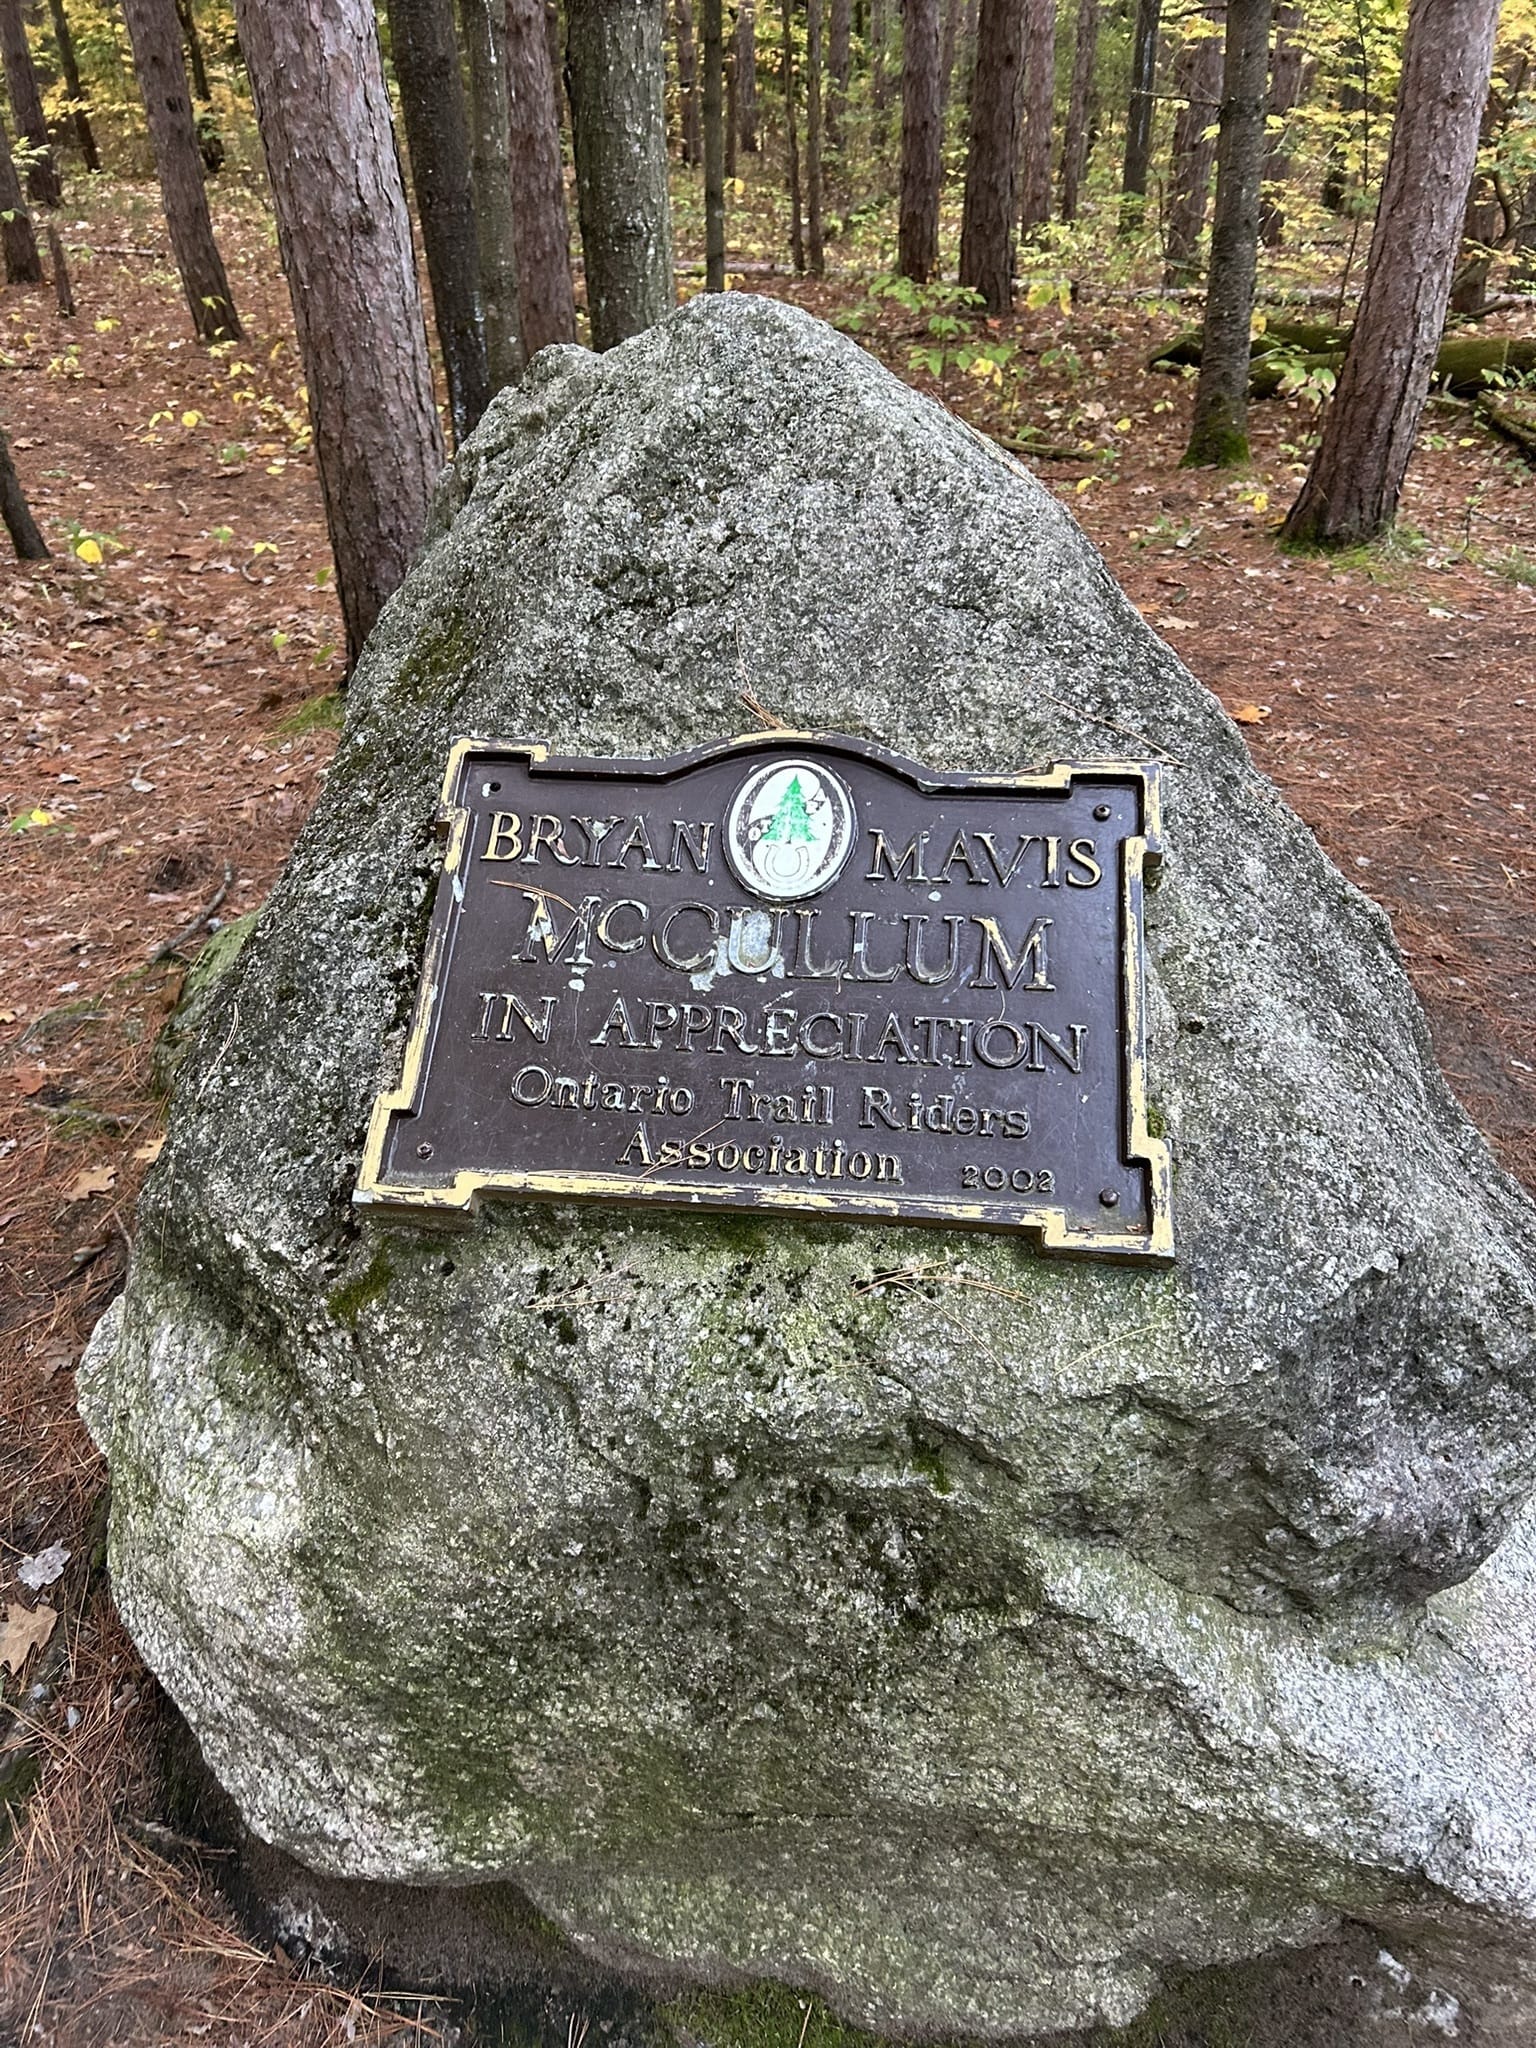 BRYAN MAVIS
McCULLUM
IN APPRECIATION
Ontario Trail Riders
Association 2002